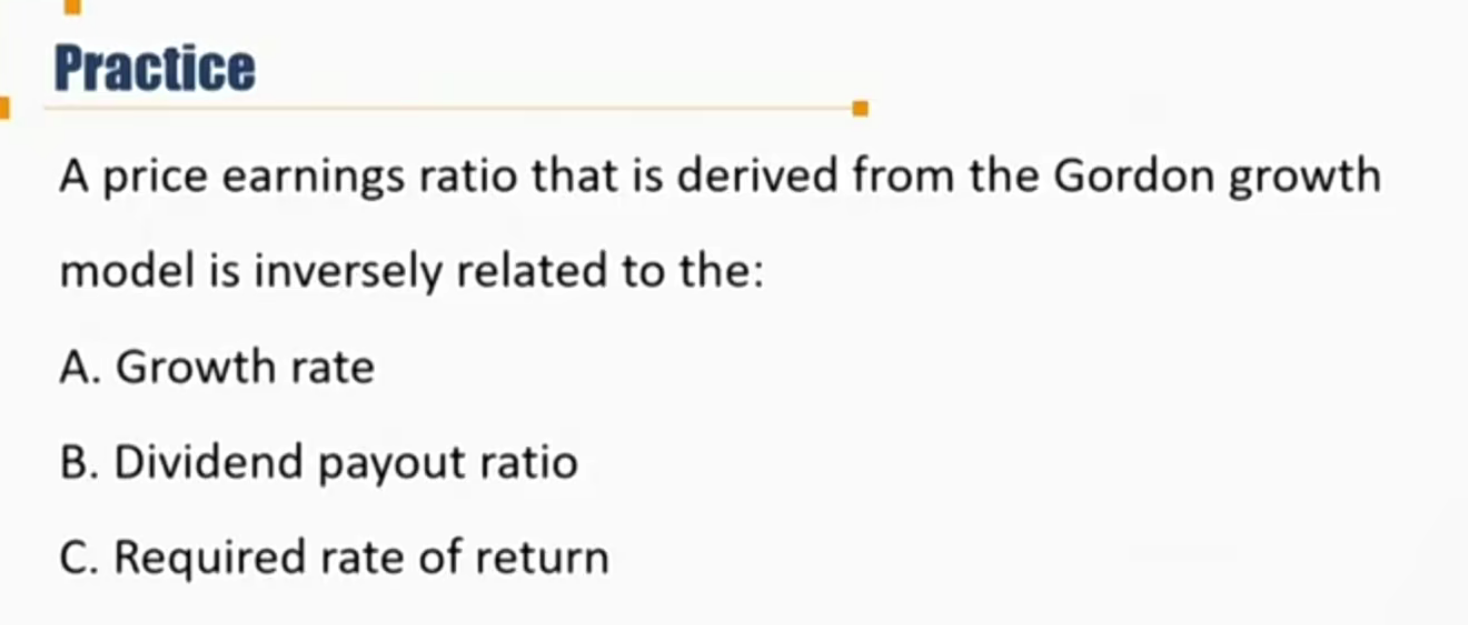 Practice
A price earnings ratio that is derived from the Gordon growth
model is inversely related to the:
A. Growth rate
B. Dividend payout ratio
C. Required rate of return